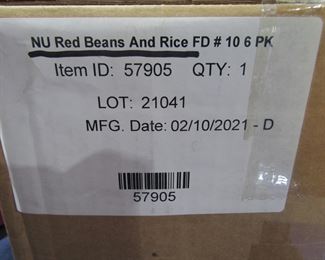 NU Red Beans And Rice FD # 10 6 PK
Item ID: 57905 QTY: 1
LOT: 21041
MFG. Date: 02/10/2021 - D
57905